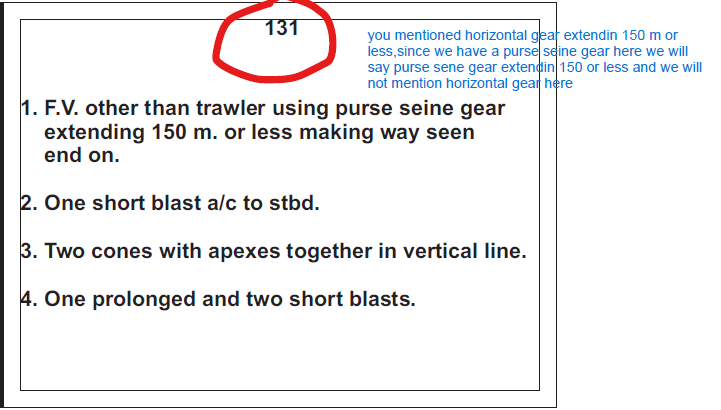 131
you mentioned horizontal gear extendin 150 m or
less,since we have a purse seine gear here we will
say purse sene gear extendin 150 or less and we will
not mention horizontal gear here
1. F.V. other than trawler using purse seine gear
extending 150 m. or less making way seen
end on.
2. One short blast a/c to stbd.
3. Two cones with apexes together in vertical line.
4. One prolonged and two short blasts.